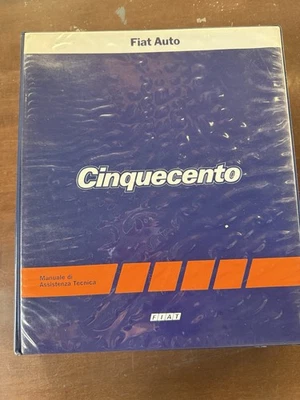 Fiat Auto
Cinquecento
Manuale di
Assistenza Tecnica
FIAT